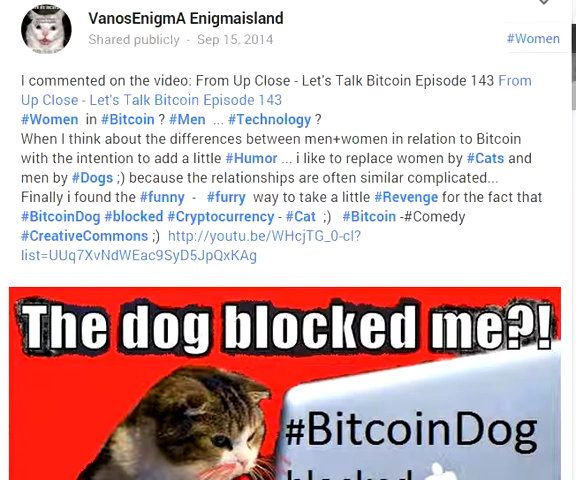 VanosEnigmA Enigmaisland
Shared publicly - Sep 15, 2014
#Women
I commented on the video: From Up Close - Let's Talk Bitcoin Episode 143 From
Up Close - Let's Talk Bitcoin Episode 143
#Women in #Bitcoin ? #Men ... #Technology ?
When I think about the differences between men+women in relation to Bitcoin
with the intention to add a little #Humor ... i like to replace women by #Cats and
men by #Dogs ;) because the relationships are often similar complicated...
Finally i found the #funny - #furry way to take a little #Revenge for the fact that
#BitcoinDog #blocked #Cryptocurrency - #Cat ;) #Bitcoin -#Comedy
#CreativeCommons ;) http://youtu.be/WHcjTG_0-cI?
list=UUq7XvNdWEac9SyD5JpQxKAg
The dog blocked me?!
#BitcoinDog
blocked